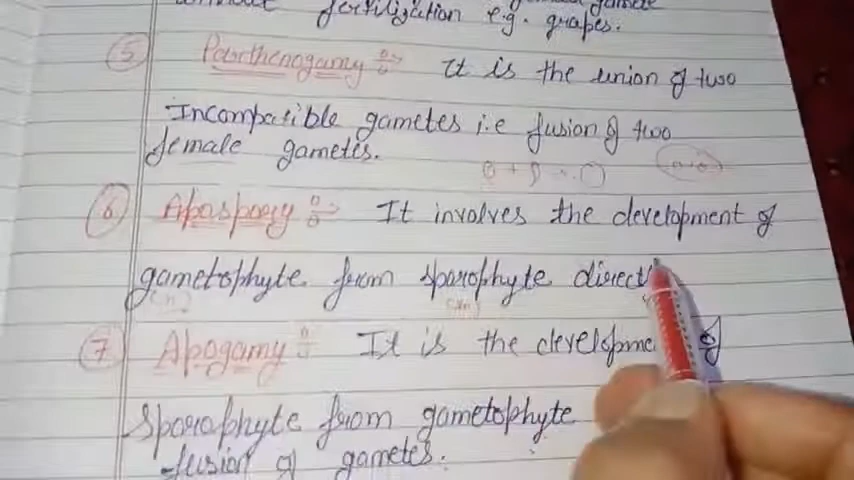 fertilization e.g. grapes.
5 Parthenogamy :- It is the union of two
Incompatible gametes i.e fusion of two
female gametes.
6 Apospory :- It involves the development of
gametophyte from sporophyte direct
(n) (2n)
7 Apogamy :- It is the developme of
Sporophyte from gametophyte
fusion of gametes.